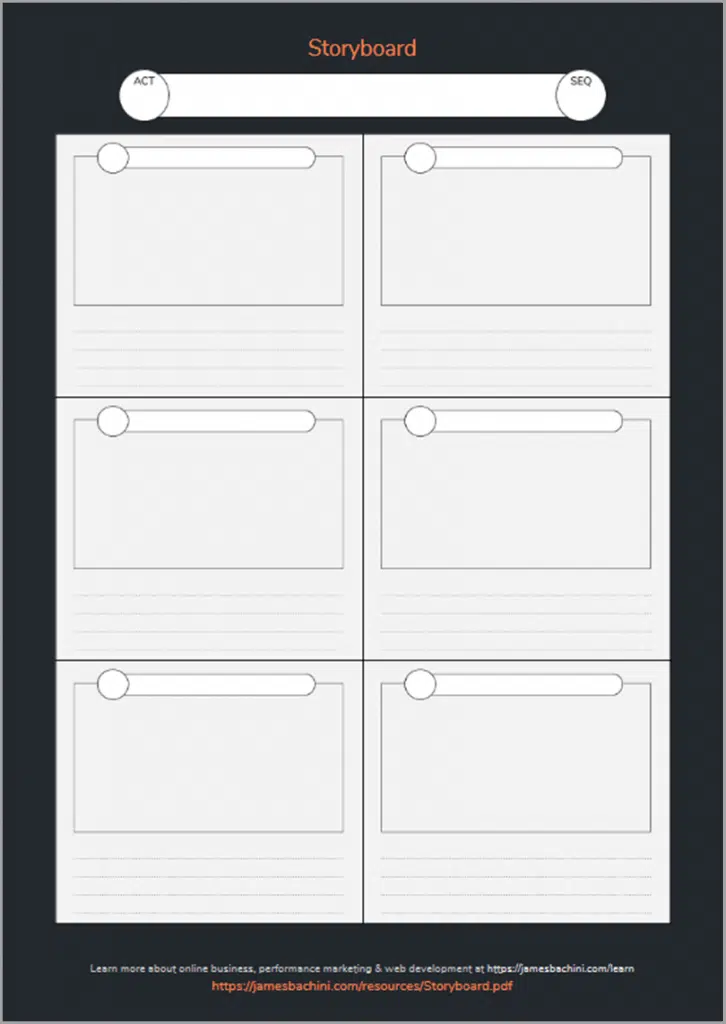 Storyboard
ACT
SEQ
Learn more about online business, performance marketing & web development at https://jamesbachini.com/learn
https://jamesbachini.com/resources/Storyboard.pdf